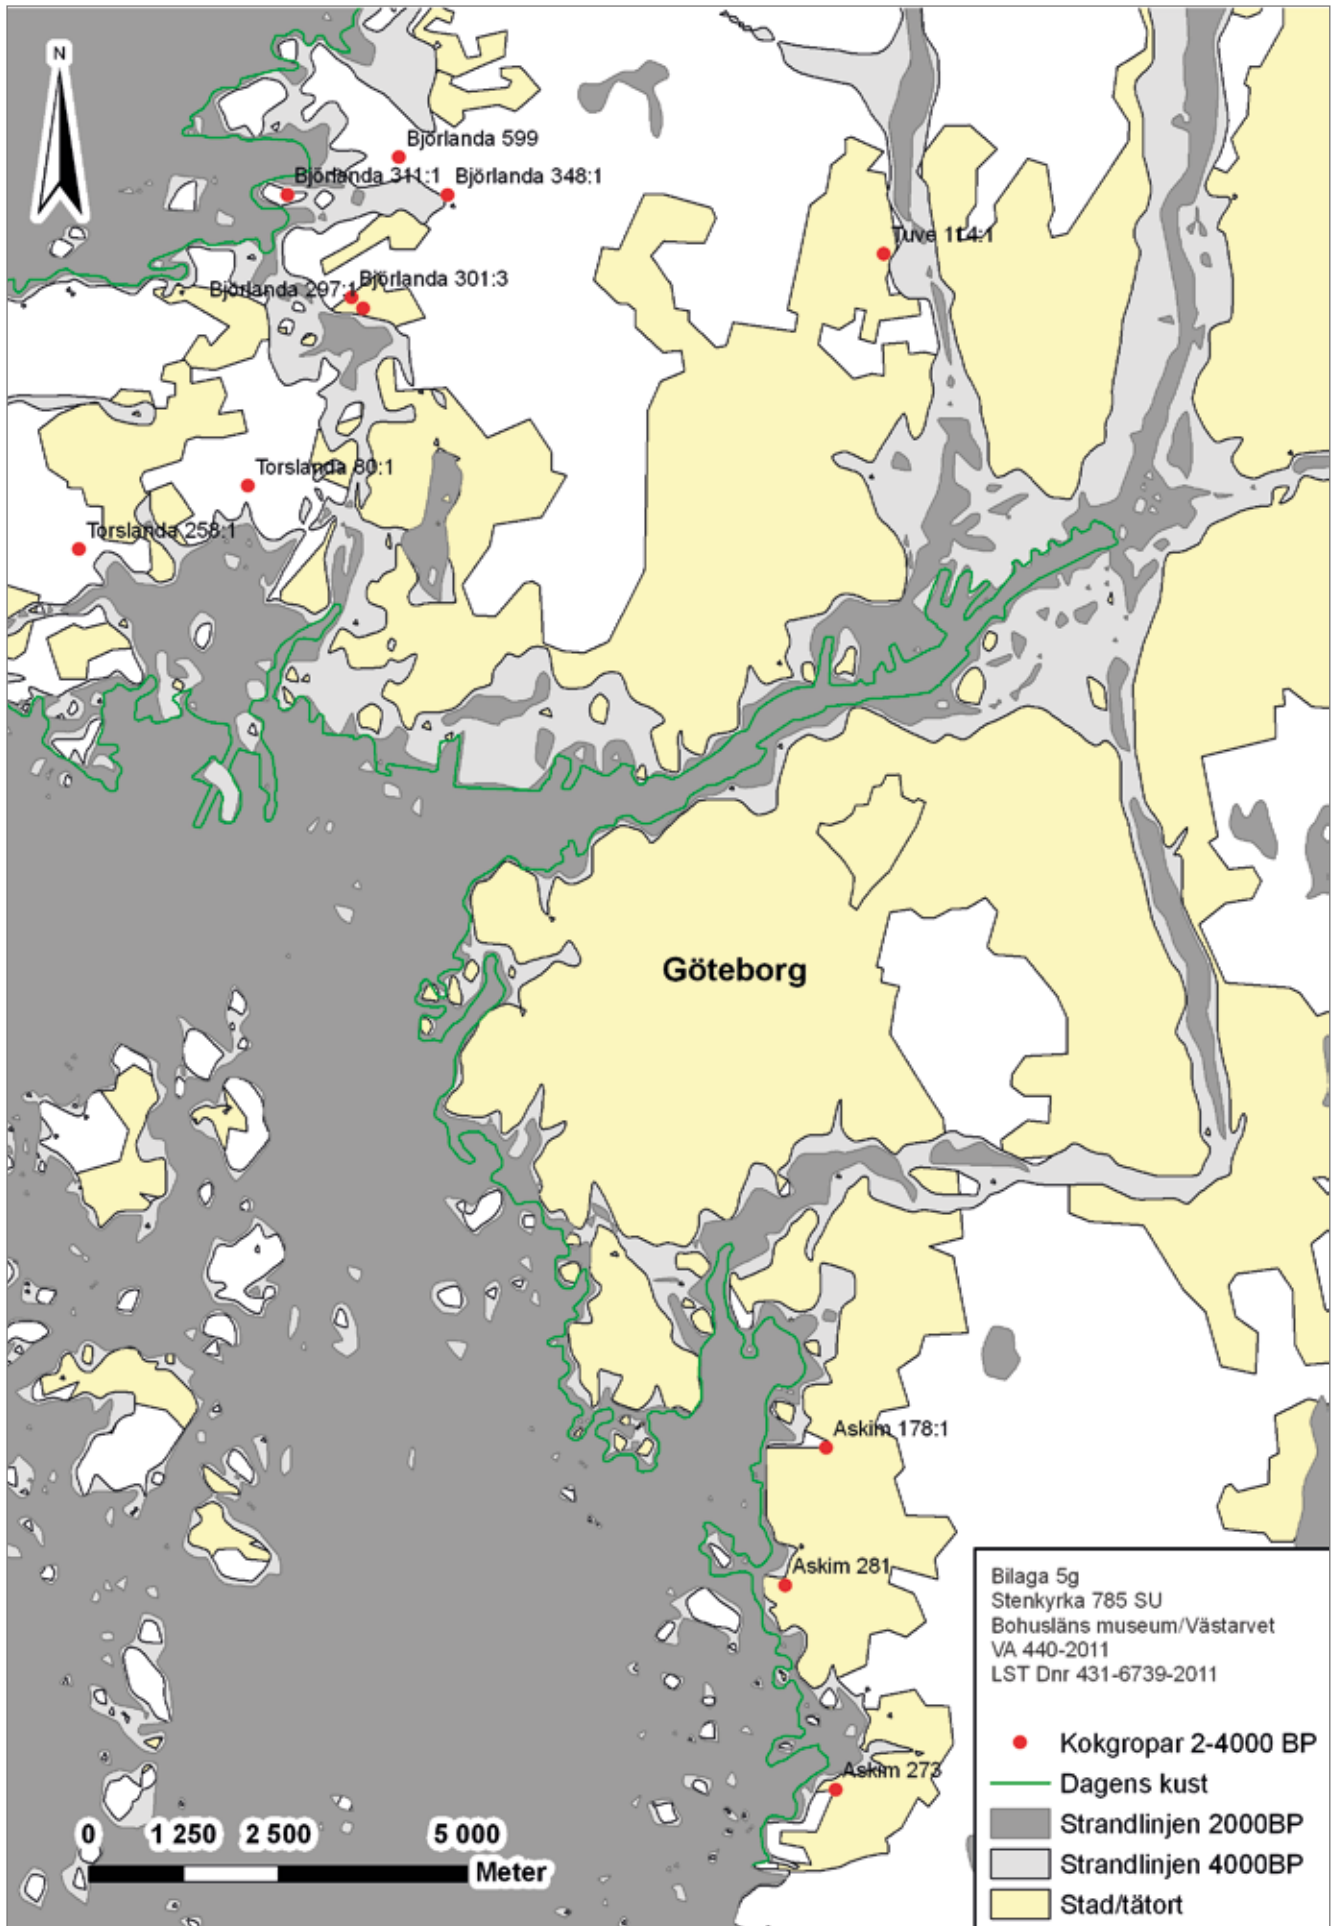 N
Björlanda 599
Björlanda 311:1
Björlanda 348:1
Tuve 114:1
Björlanda 301:3
Björlanda 297:1
Torslanda 80:1
Torslanda 258:1
Göteborg
Askim 178:1
Askim 281
Askim 273
Bilaga 5g
Stenkyrka 785 SU
Bohusläns museum/Västarvet
VA 440-2011
LST Dnr 431-6739-2011
Kokgropar 2-4000 BP
Dagens kust
Strandlinjen 2000BP
Strandlinjen 4000BP
Stad/tätort
0 1 250 2 500 5 000
Meter